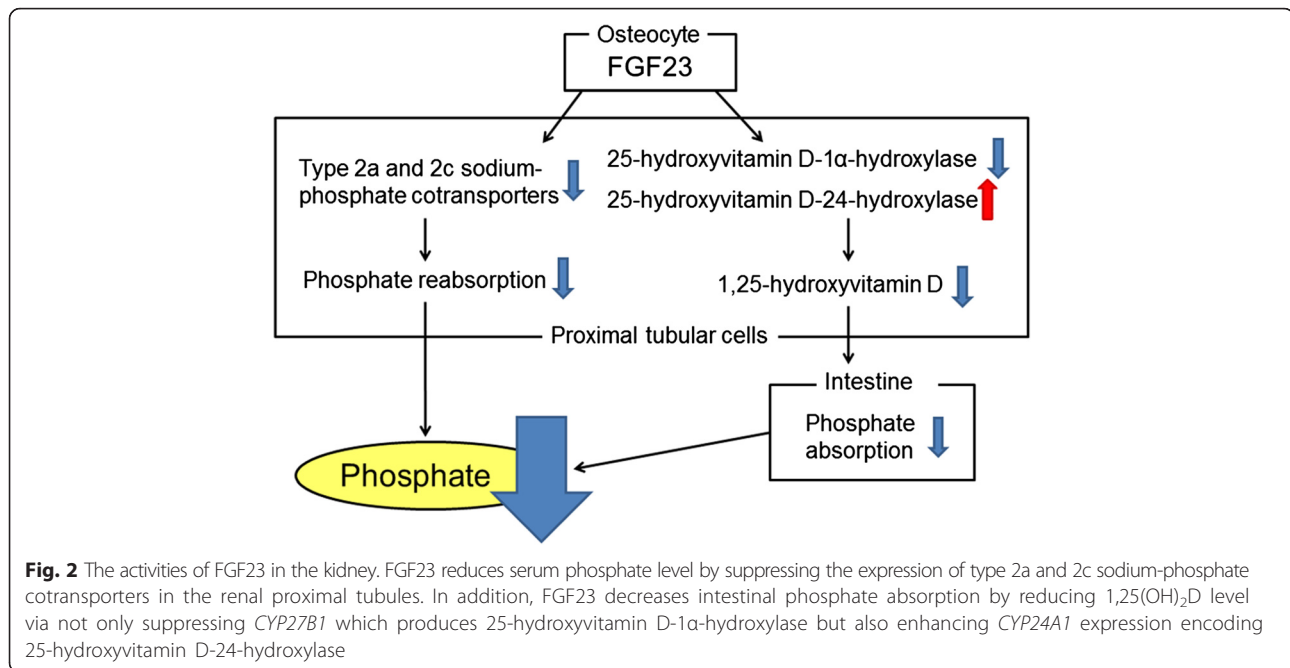 Osteocyte
FGF23
Type 2a and 2c sodium-
phosphate cotransporters
25-hydroxyvitamin D-1α-hydroxylase
25-hydroxyvitamin D-24-hydroxylase
Phosphate reabsorption
1,25-hydroxyvitamin D
Proximal tubular cells
Intestine
Phosphate
absorption
Phosphate
Fig. 2 The activities of FGF23 in the kidney. FGF23 reduces serum phosphate level by suppressing the expression of type 2a and 2c sodium-phosphate
cotransporters in the renal proximal tubules. In addition, FGF23 decreases intestinal phosphate absorption by reducing 1,25(OH)₂D level
via not only suppressing CYP27B1 which produces 25-hydroxyvitamin D-1α-hydroxylase but also enhancing CYP24A1 expression encoding
25-hydroxyvitamin D-24-hydroxylase